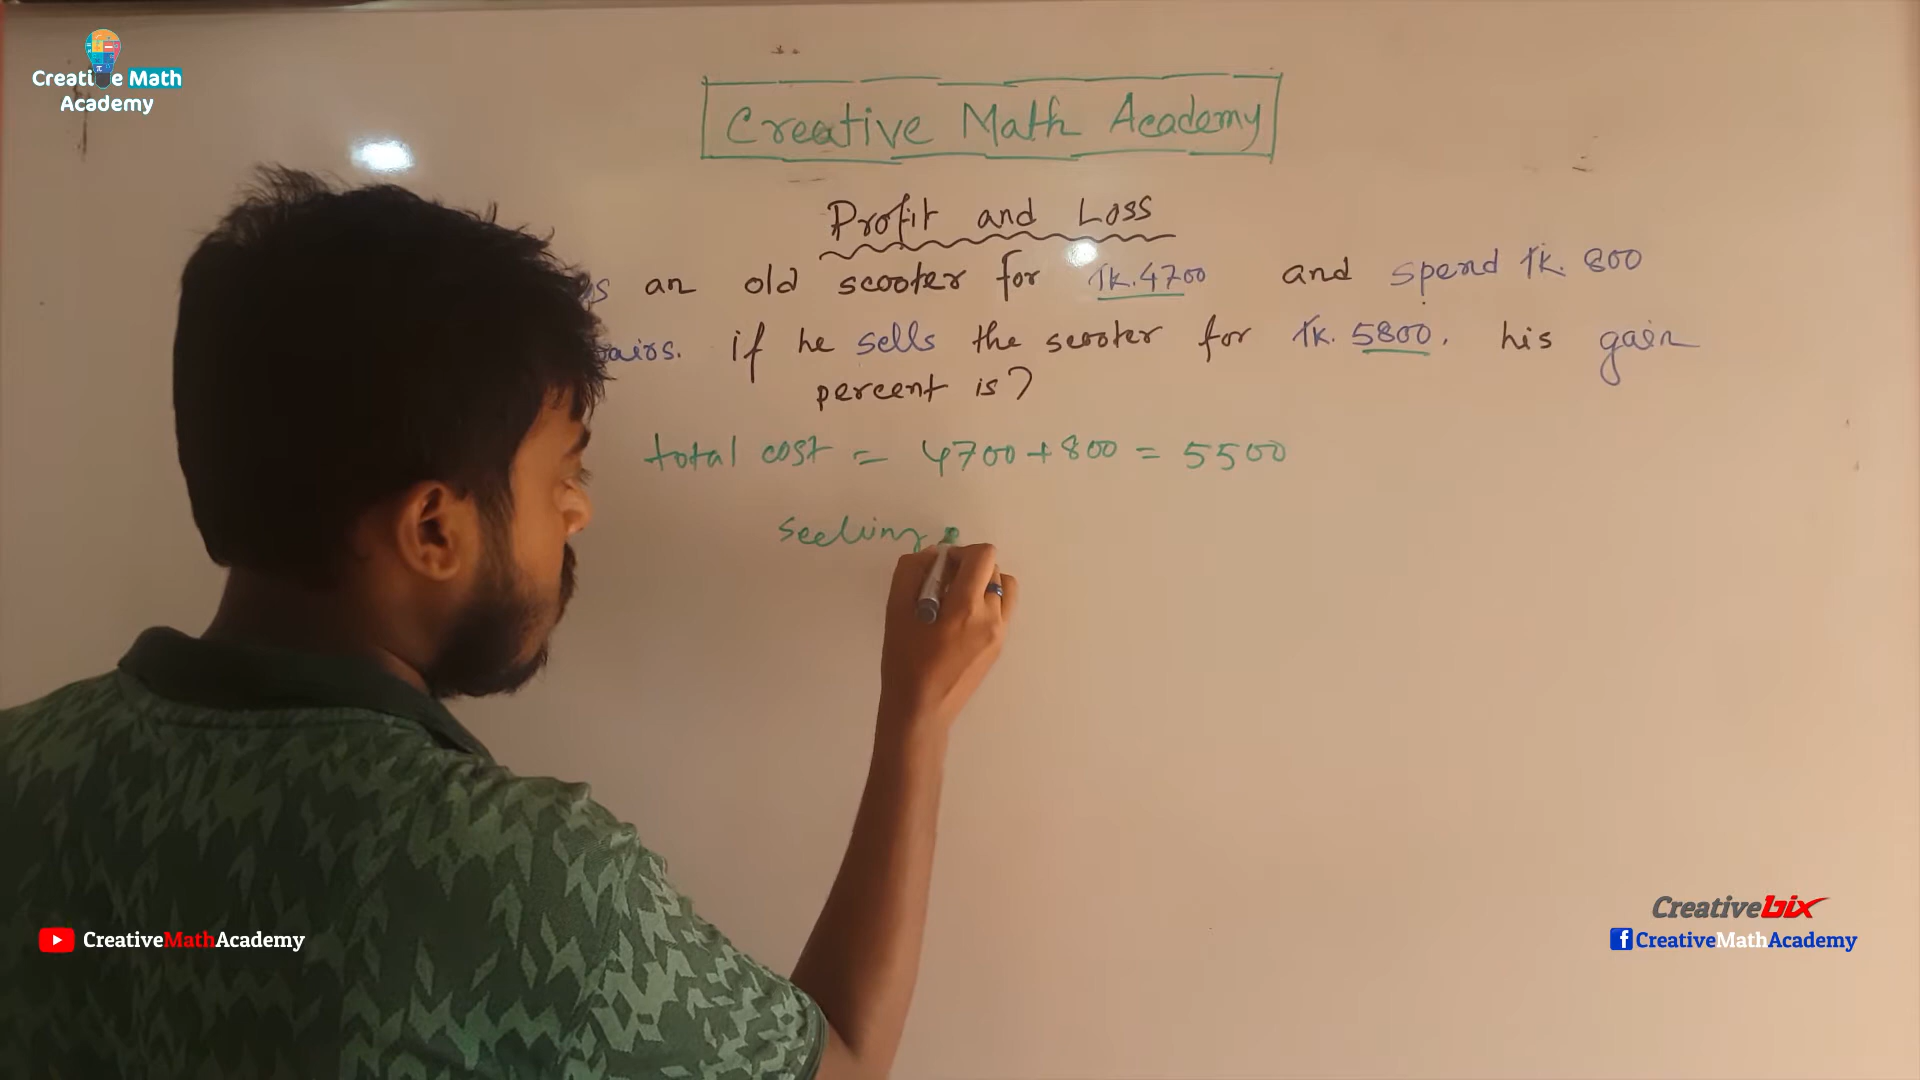 Creative Math
Academy
Creative Math Academy
Profit and Loss
an old scooter for Tk.4700 and spend Tk. 800
airs. if he sells the scooter for Tk. 5800. his gain
percent is?
total cost = 4700+800 = 5500
CreativeMathAcademy
Creativebix
CreativeMathAcademy